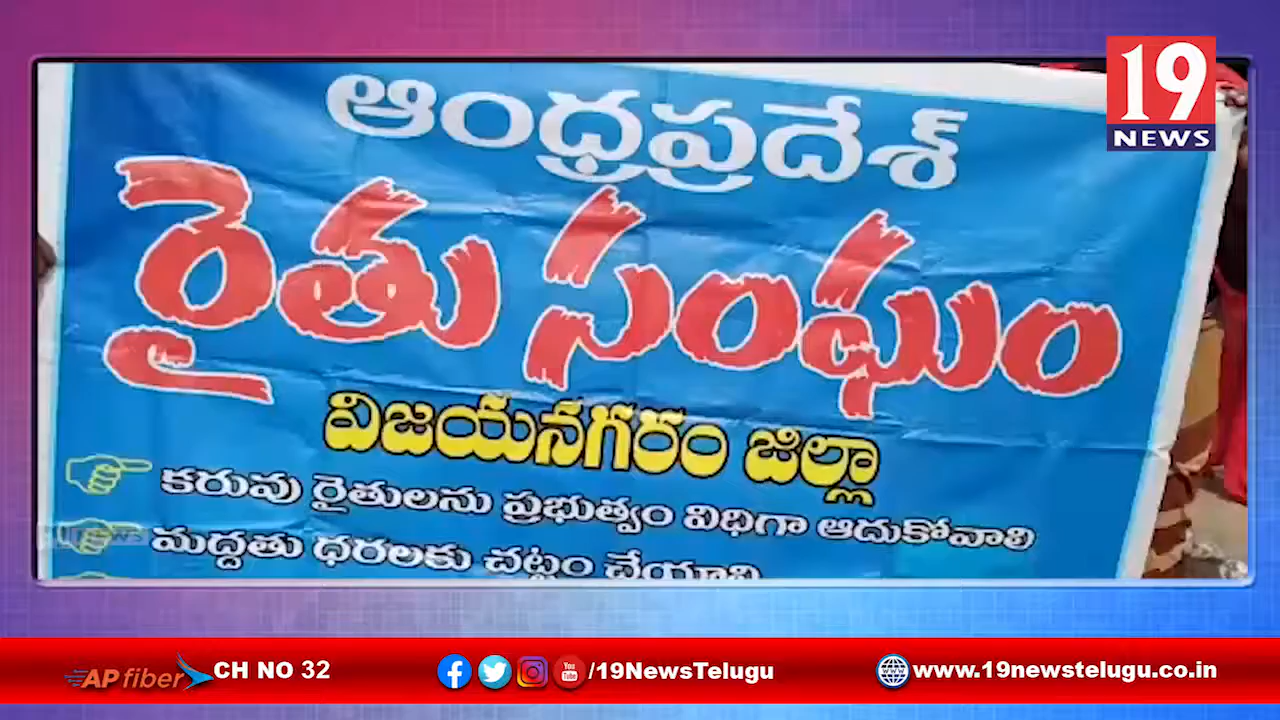 19
NEWS
ఆంధ్రప్రదేశ్
రైతు సంఘం
విజయనగరం జిల్లా
కరువు రైతులను ప్రభుత్వం విధిగా ఆదుకోవాలి
మద్దతు ధరలకు చట్టం చేయాలి
AP fiber CH NO 32
/19NewsTelugu
www.19newstelugu.co.in